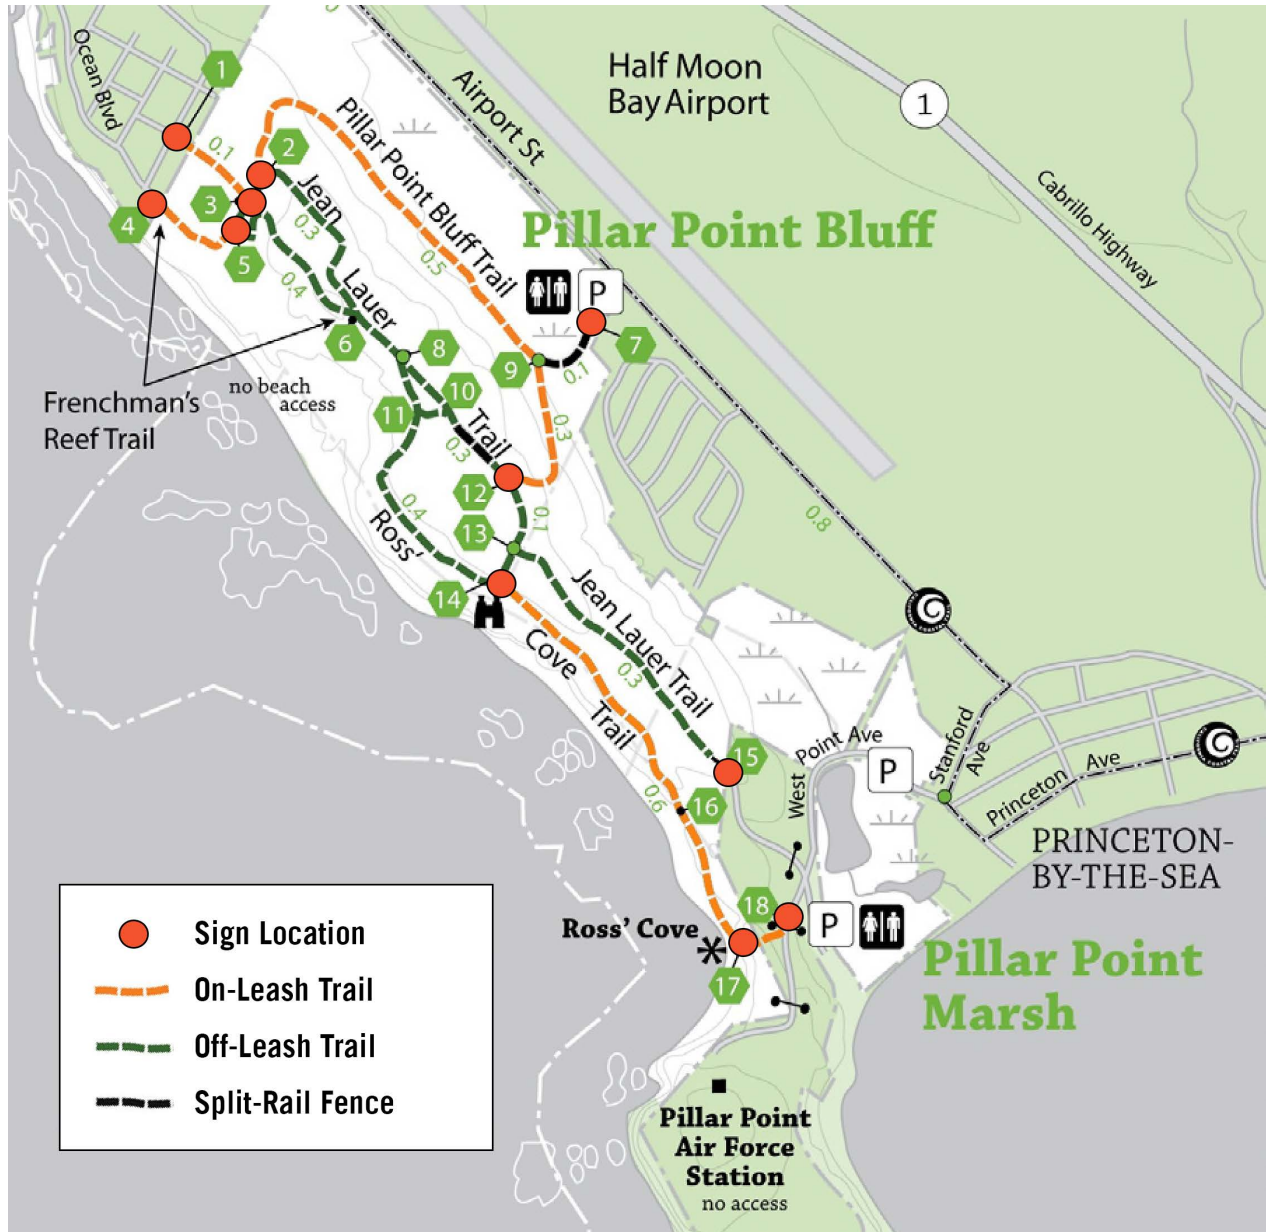 Ocean Blvd
1
0.1
2
3
4
5
Jean
0.3
0.4
Lauer
6
Frenchman's
Reef Trail
no beach
access
Pillar Point Bluff Trail
0.5
Airport St
Half Moon
Bay Airport
1
Cabrillo Highway
Pillar Point Bluff
P
7
0.1
8
9
10
11
0.3
Trail
0.3
12
0.4
0.1
13
Ross'
14
0.8
Jean Lauer Trail
0.3
Cove
Trail
0.6
15
16
West
Point Ave
P
Stanford
Ave
Princeton Ave
PRINCETON-
BY-THE-SEA
18
P
Ross' Cove
17
Pillar Point
Marsh
Pillar Point
Air Force
Station
no access
Sign Location
On-Leash Trail
Off-Leash Trail
Split-Rail Fence